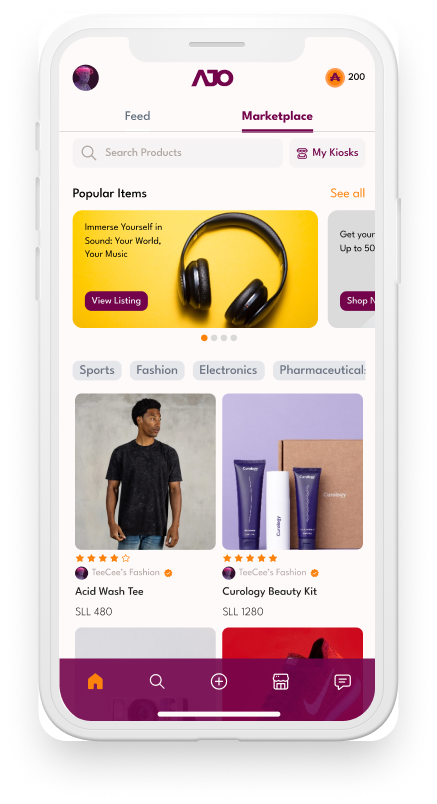 AJO
200
Feed
Marketplace
Search Products
My Kiosks
Popular Items
See all
Immerse Yourself in
Sound: Your World,
Your Music
View Listing
Get your
Up to 50
Shop N
Sports
Fashion
Electronics
Pharmaceuticals
Curology
Curology
Curology
Curology
TeeCee's Fashion
TeeCee's Fashion
Acid Wash Tee
Curology Beauty Kit
SLL 480
SLL 1280